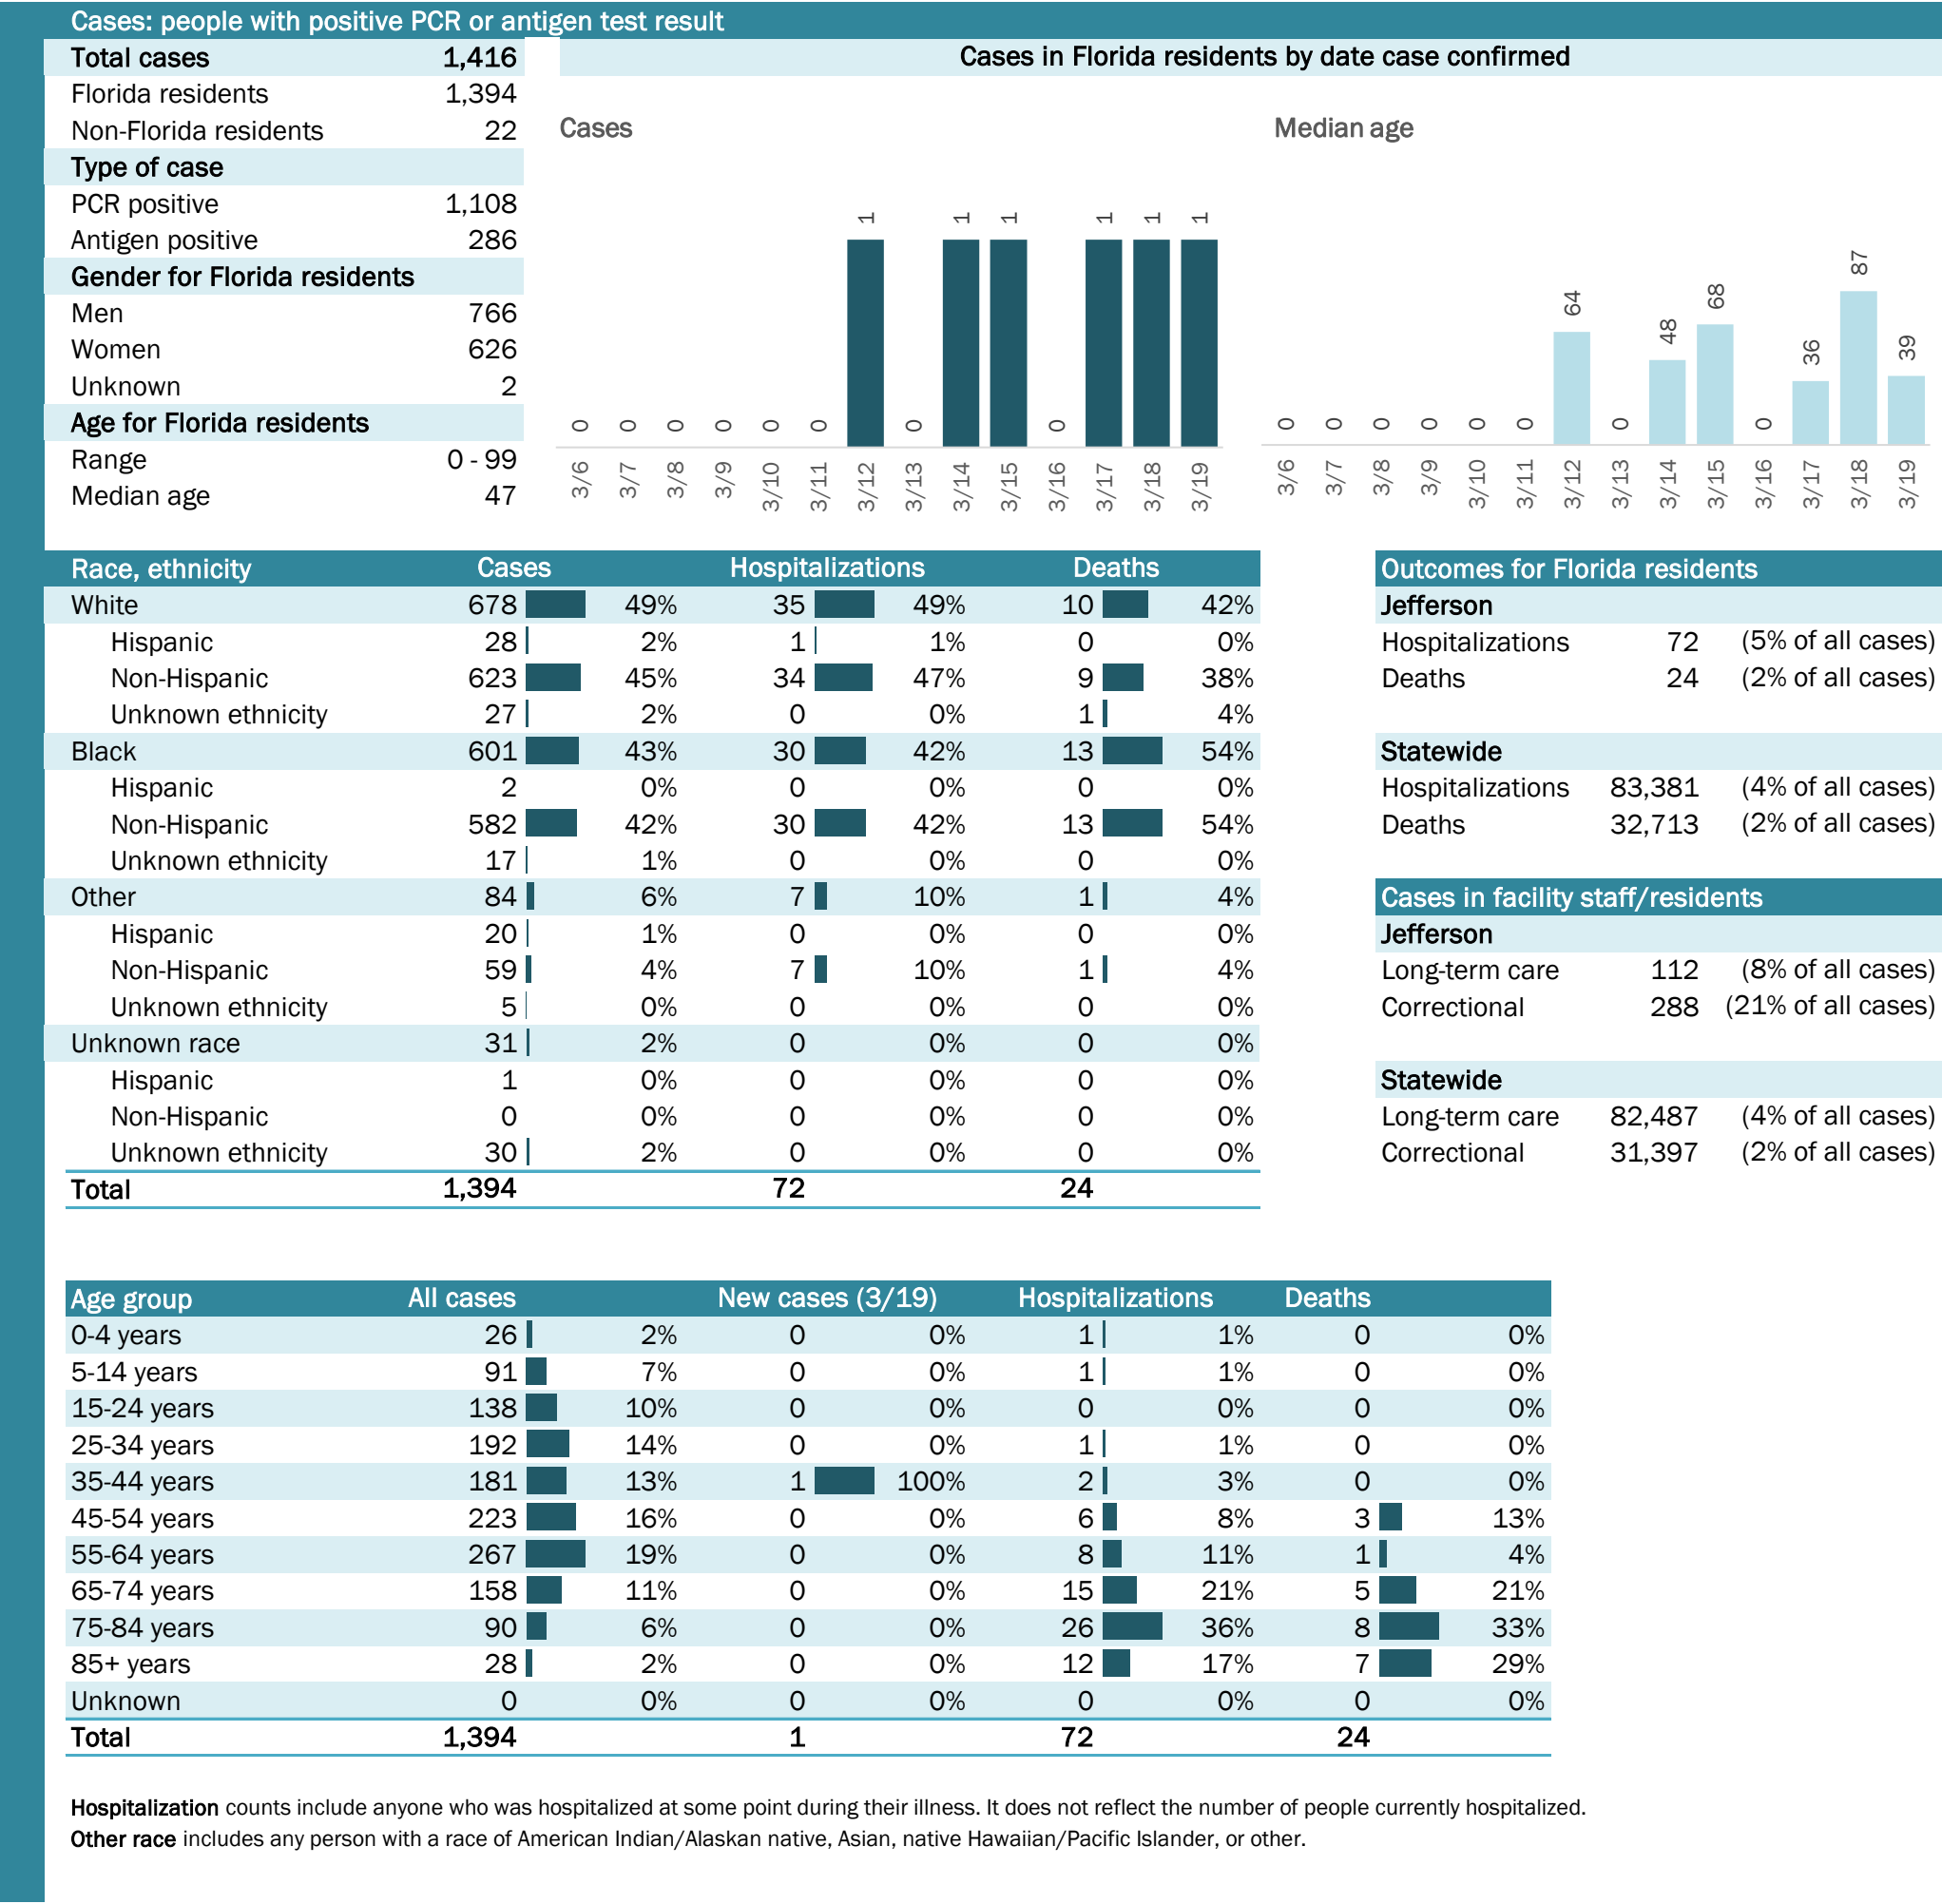 Cases: people with positive PCR or antigen test result
Total cases 1,416
Florida residents 1,394
Non-Florida residents 22
Type of case
PCR positive 1,108
Antigen positive 286
Gender for Florida residents
Men 766
Women 626
Unknown 2
Age for Florida residents
Range 0 - 99
Median age 47
Cases in Florida residents by date case confirmed
Cases
0 0 0 0 0 0 1 0 1 1 0 1 1 1
3/6 3/7 3/8 3/9 3/10 3/11 3/12 3/13 3/14 3/15 3/16 3/17 3/18 3/19
Median age
0 0 0 0 0 0 64 0 48 68 0 36 87 39
3/6 3/7 3/8 3/9 3/10 3/11 3/12 3/13 3/14 3/15 3/16 3/17 3/18 3/19
Race, ethnicity Cases Hospitalizations Deaths
White 678 49% 35 49% 10 42%
Hispanic 28 2% 1 1% 0 0%
Non-Hispanic 623 45% 34 47% 9 38%
Unknown ethnicity 27 2% 0 0% 1 4%
Black 601 43% 30 42% 13 54%
Hispanic 2 0% 0 0% 0 0%
Non-Hispanic 582 42% 30 42% 13 54%
Unknown ethnicity 17 1% 0 0% 0 0%
Other 84 6% 7 10% 1 4%
Hispanic 20 1% 0 0% 0 0%
Non-Hispanic 59 4% 7 10% 1 4%
Unknown ethnicity 5 0% 0 0% 0 0%
Unknown race 31 2% 0 0% 0 0%
Hispanic 1 0% 0 0% 0 0%
Non-Hispanic 0 0% 0 0% 0 0%
Unknown ethnicity 30 2% 0 0% 0 0%
Total 1,394 72 24
Outcomes for Florida residents
Jefferson
Hospitalizations 72 (5% of all cases)
Deaths 24 (2% of all cases)
Statewide
Hospitalizations 83,381 (4% of all cases)
Deaths 32,713 (2% of all cases)
Cases in facility staff/residents
Jefferson
Long-term care 112 (8% of all cases)
Correctional 288 (21% of all cases)
Statewide
Long-term care 82,487 (4% of all cases)
Correctional 31,397 (2% of all cases)
Age group All cases New cases (3/19) Hospitalizations Deaths
0-4 years 26 2% 0 0% 1 1% 0 0%
5-14 years 91 7% 0 0% 1 1% 0 0%
15-24 years 138 10% 0 0% 0 0% 0 0%
25-34 years 192 14% 0 0% 1 1% 0 0%
35-44 years 181 13% 1 100% 2 3% 0 0%
45-54 years 223 16% 0 0% 6 8% 3 13%
55-64 years 267 19% 0 0% 8 11% 1 4%
65-74 years 158 11% 0 0% 15 21% 5 21%
75-84 years 90 6% 0 0% 26 36% 8 33%
85+ years 28 2% 0 0% 12 17% 7 29%
Unknown 0 0% 0 0% 0 0% 0 0%
Total 1,394 1 72 24
Hospitalization counts include anyone who was hospitalized at some point during their illness. It does not reflect the number of people currently hospitalized.
Other race includes any person with a race of American Indian/Alaskan native, Asian, native Hawaiian/Pacific Islander, or other.